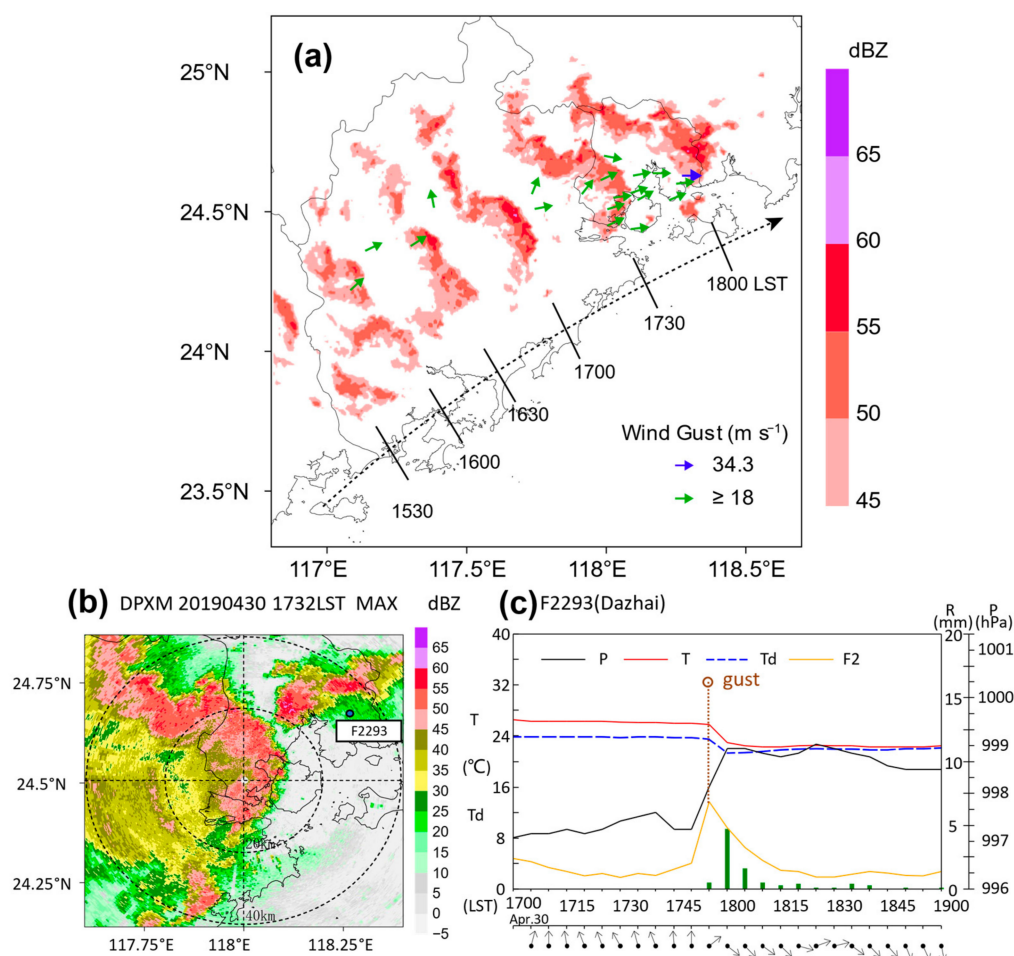 (a)
dBZ
25°N
24.5°N
24°N
23.5°N
65
60
55
50
45
1800 LST
1730
1700
1630
1600
1530
Wind Gust (m s⁻¹)
34.3
≥ 18
117°E 117.5°E 118°E 118.5°E
(b) DPXM 20190430 1732LST MAX dBZ
24.75°N
24.5°N
24.25°N
F2293
20km
40km
65
60
55
50
45
40
35
30
25
20
15
10
5
0
−5
117.75°E 118°E 118.25°E
(c) F2293(Dazhai)
R (mm) P (hPa)
P T Td F2
gust
40
32
24
16
8
0
T
(℃)
Td
20
15
10
5
0
1001
1000
999
998
997
996
1700 1715 1730 1745 1800 1815 1830 1845 1900
(LST)
Apr.30